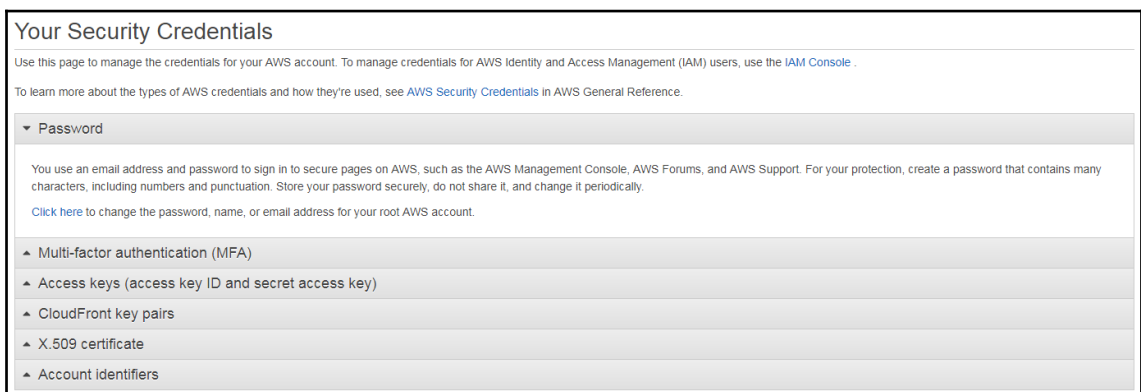 Your Security Credentials
Use this page to manage the credentials for your AWS account. To manage credentials for AWS Identity and Access Management (IAM) users, use the IAM Console .
To learn more about the types of AWS credentials and how they're used, see AWS Security Credentials in AWS General Reference.
Password
You use an email address and password to sign in to secure pages on AWS, such as the AWS Management Console, AWS Forums, and AWS Support. For your protection, create a password that contains many
characters, including numbers and punctuation. Store your password securely, do not share it, and change it periodically.
Click here to change the password, name, or email address for your root AWS account.
Multi-factor authentication (MFA)
Access keys (access key ID and secret access key)
CloudFront key pairs
X.509 certificate
Account identifiers